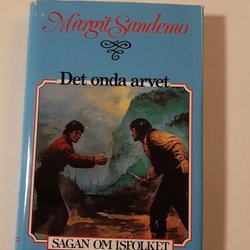 Margit Sandemo
Det onda arvet
SAGAN OM ISFOLKET